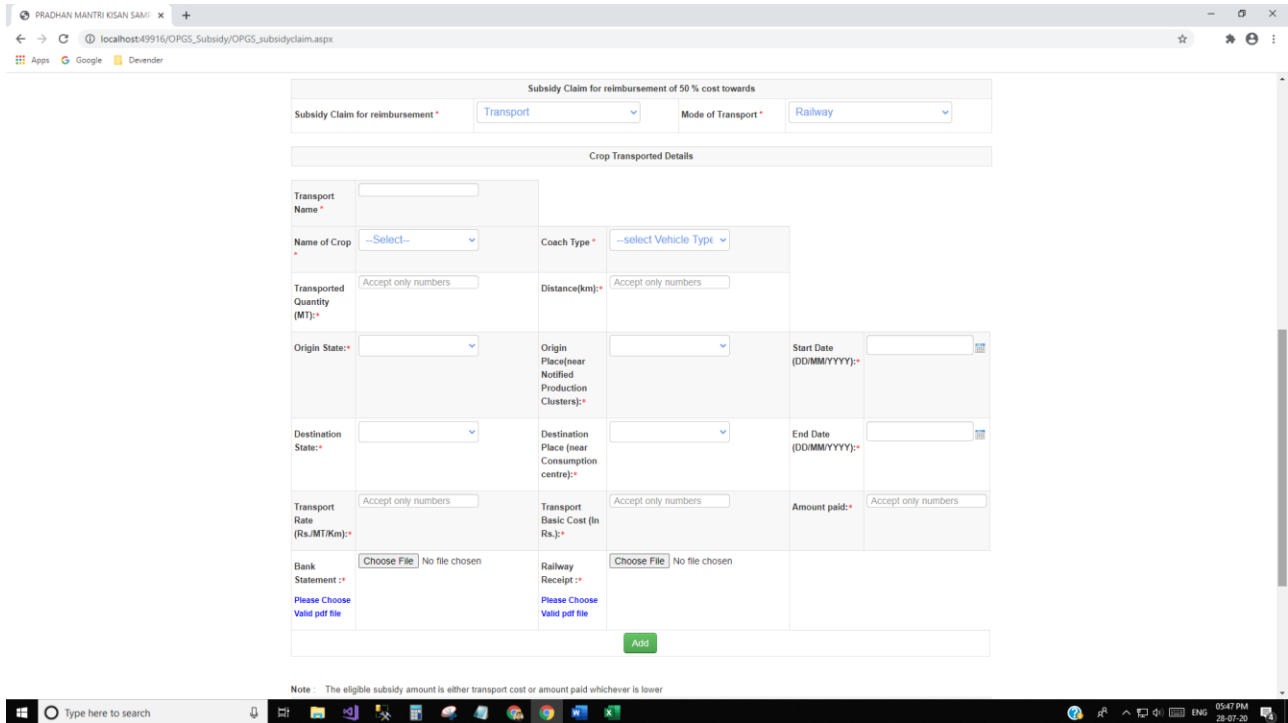 PRADHAN MANTRI KISAN SAMP
localhost:49916/OPGS_Subsidy/OPGS_subsidyclaim.aspx
Apps Google Devender
Subsidy Claim for reimbursement of 50 % cost towards
Subsidy Claim for reimbursement * Transport Mode of Transport * Railway
Crop Transported Details
Transport
Name *
Name of Crop
*
--Select--
Coach Type * --select Vehicle Type
Transported
Quantity
(MT):*
Accept only numbers
Distance(km):* Accept only numbers
Origin State:*
Origin
Place(near
Notified
Production
Clusters):*
Start Date
(DD/MM/YYYY):*
Destination
State:*
Destination
Place (near
Consumption
centre):*
End Date
(DD/MM/YYYY):*
Transport
Rate
(Rs./MT/Km):*
Accept only numbers
Transport
Basic Cost (In
Rs.):*
Accept only numbers
Amount paid:* Accept only numbers
Bank
Statement :*
Please Choose
Valid pdf file
Choose File No file chosen
Railway
Receipt :*
Please Choose
Valid pdf file
Choose File No file chosen
Add
Note : The eligible subsidy amount is either transport cost or amount paid whichever is lower
Type here to search
ENG
05:47 PM
28-07-20